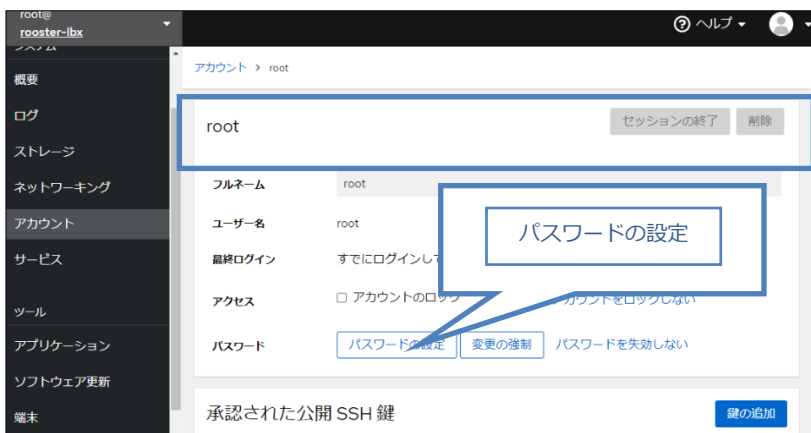 root@
rooster-lbx
ヘルプ
システム
概要
ログ
ストレージ
ネットワーキング
アカウント
サービス
ツール
アプリケーション
ソフトウェア更新
端末
アカウント > root
root
セッションの終了
削除
フルネーム root
ユーザー名 root
最終ログイン すでにログインして
アクセス アカウントのロック カウントをロックしない
パスワード パスワードの設定 変更の強制 パスワードを失効しない
パスワードの設定
承認された公開 SSH 鍵
鍵の追加